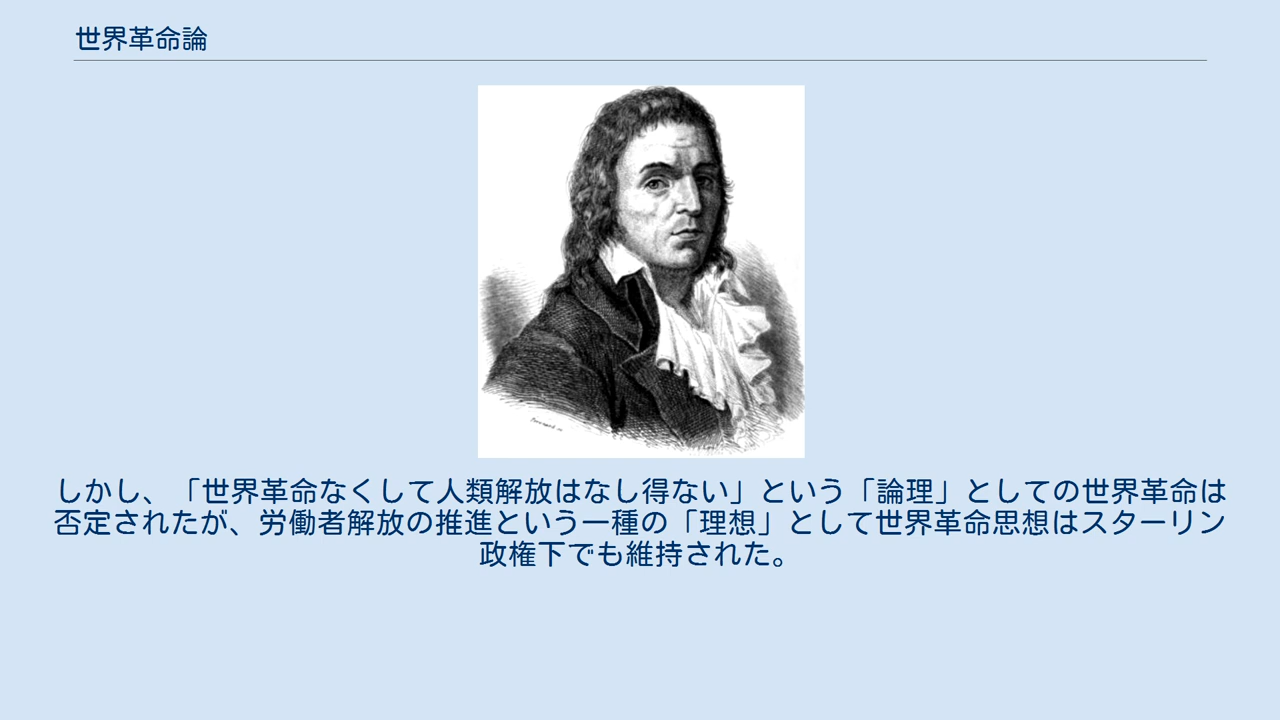 世界革命論
しかし、「世界革命なくして人類解放はなし得ない」という「論理」としての世界革命は
否定されたが、労働者解放の推進という一種の「理想」として世界革命思想はスターリン
政権下でも維持された。